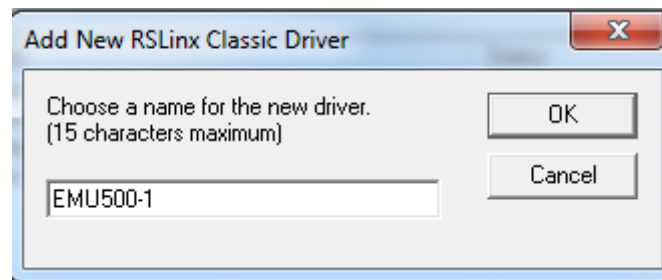 Add New RSLinx Classic Driver
Choose a name for the new driver.
(15 characters maximum)
OK
Cancel
EMU500-1